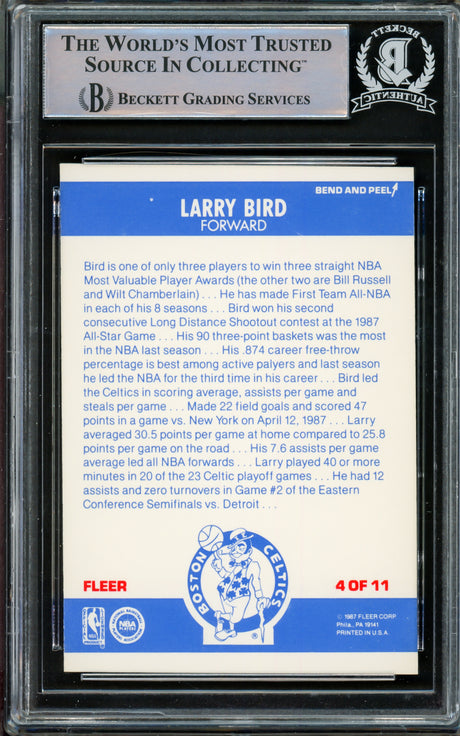 THE WORLD'S MOST TRUSTED
SOURCE IN COLLECTING™
B BECKETT GRADING SERVICES
BECKETT
B
AUTHENTIC
BEND AND PEEL
LARRY BIRD
FORWARD
Bird is one of only three players to win three straight NBA
Most Valuable Player Awards (the other two are Bill Russell
and Wilt Chamberlain) . . . He has made First Team All-NBA
in each of his 8 seasons . . . Bird won his second
consecutive Long Distance Shootout contest at the 1987
All-Star Game . . . His 90 three-point baskets was the most
in the NBA last season . . . His .874 career free-throw
percentage is best among active palyers and last season
he led the NBA for the third time in his career . . . Bird led
the Celtics in scoring average, assists per game and
steals per game . . . Made 22 field goals and scored 47
points in a game vs. New York on April 12, 1987 . . . Larry
averaged 30.5 points per game at home compared to 25.8
points per game on the road . . . His 7.6 assists per game
average led all NBA forwards . . . Larry played 40 or more
minutes in 20 of the 23 Celtic playoff games . . . He had 12
assists and zero turnovers in Game #2 of the Eastern
Conference Semifinals vs. Detroit . . .
BOSTON CELTICS
®
FLEER
4 OF 11
NBA
NBA
PLAYERS
© 1987 FLEER CORP
Phila., PA 19141
PRINTED IN U.S.A.